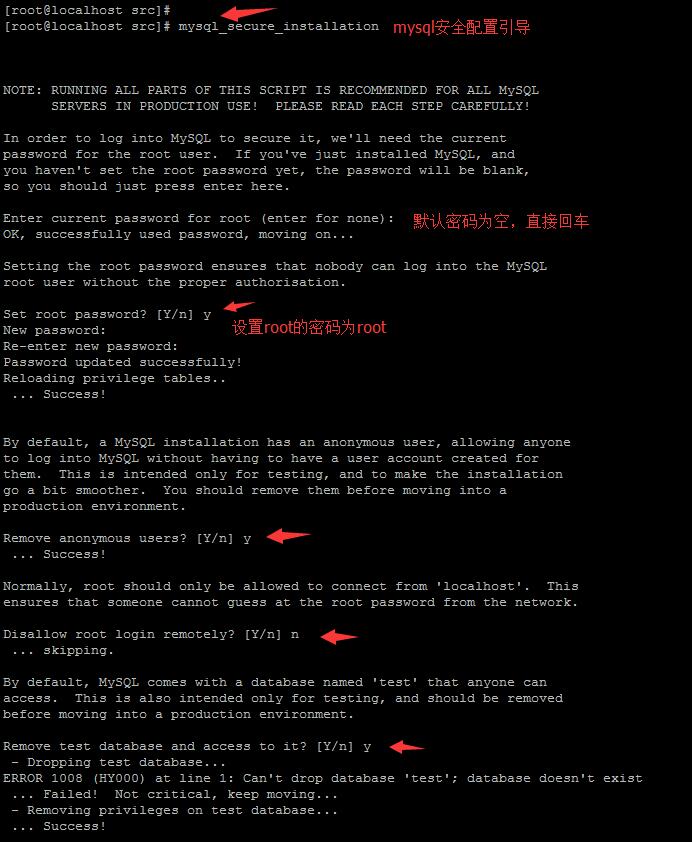 [root@localhost src]#
[root@localhost src]# mysql_secure_installation mysql安全配置引导
NOTE: RUNNING ALL PARTS OF THIS SCRIPT IS RECOMMENDED FOR ALL MySQL
SERVERS IN PRODUCTION USE!  PLEASE READ EACH STEP CAREFULLY!
In order to log into MySQL to secure it, we'll need the current
password for the root user.  If you've just installed MySQL, and
you haven't set the root password yet, the password will be blank,
so you should just press enter here.
Enter current password for root (enter for none): 默认密码为空，直接回车
OK, successfully used password, moving on...
Setting the root password ensures that nobody can log into the MySQL
root user without the proper authorisation.
Set root password? [Y/n] y
New password: 设置root的密码为root
Re-enter new password:
Password updated successfully!
Reloading privilege tables..
... Success!
By default, a MySQL installation has an anonymous user, allowing anyone
to log into MySQL without having to have a user account created for
them.  This is intended only for testing, and to make the installation
go a bit smoother.  You should remove them before moving into a
production environment.
Remove anonymous users? [Y/n] y
... Success!
Normally, root should only be allowed to connect from 'localhost'.  This
ensures that someone cannot guess at the root password from the network.
Disallow root login remotely? [Y/n] n
... skipping.
By default, MySQL comes with a database named 'test' that anyone can
access.  This is also intended only for testing, and should be removed
before moving into a production environment.
Remove test database and access to it? [Y/n] y
- Dropping test database...
ERROR 1008 (HY000) at line 1: Can't drop database 'test'; database doesn't exist
... Failed!  Not critical, keep moving...
- Removing privileges on test database...
... Success!